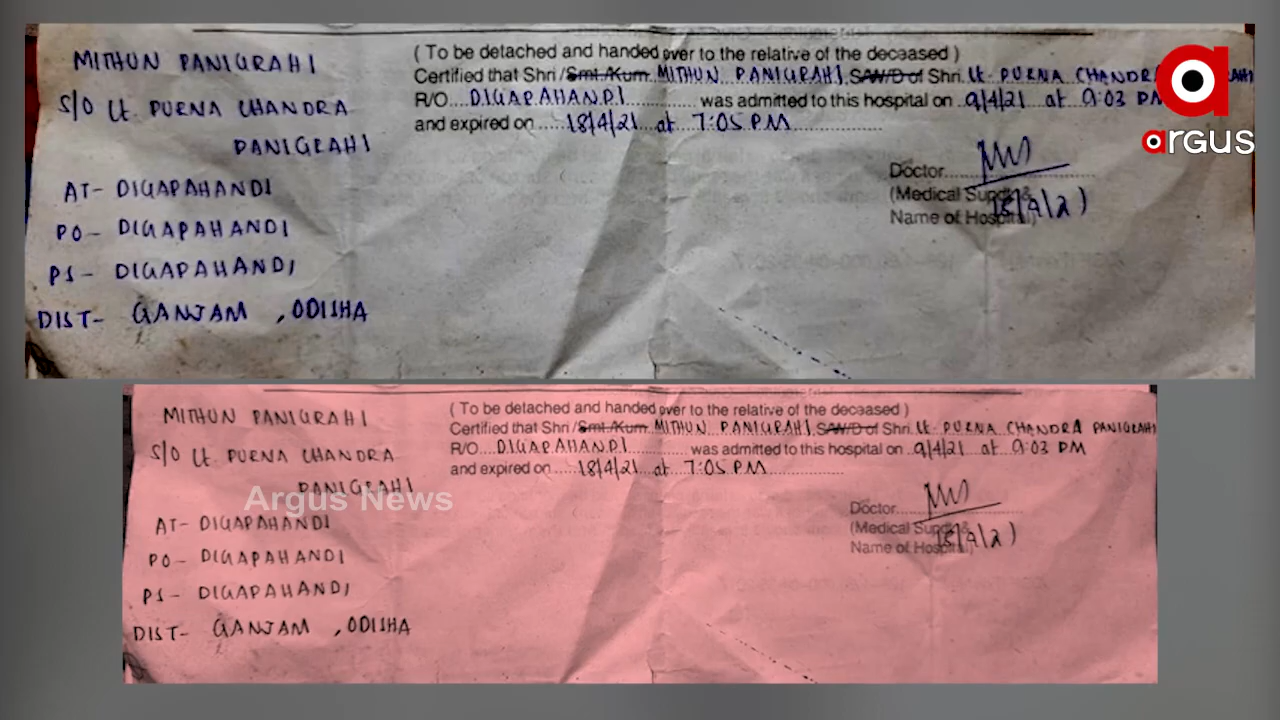 MITHUN PANIGRAHI
S/O Lt. PURNA CHANDRA
PANIGRAHI
AT- DIGAPAHANDI
PO- DIGAPAHANDI
PS- DIGAPAHANDI
DIST- GANJAM , ODISHA
( To be detached and handed over to the relative of the deceased )
Certified that Shri /Smt./Kum. MITHUN PANIGRAHI S/W/D of Shri. Lt. PURNA CHANDRA
R/O.... DIGAPAHANDI ............ was admitted to this hospital on 9/4/21 at 9:03 PM
and expired on ...... 18/4/21 at 7:05 PM
Doctor
(Medical Supdt &
Name of Hospital)
argus
MITHUN PANIGRAHI
S/O Lt. PURNA CHANDRA
PANIGRAHI
AT- DIGAPAHANDI
PO- DIGAPAHANDI
PS- DIGAPAHANDI
DIST- GANJAM , ODISHA
( To be detached and handed over to the relative of the deceased )
Certified that Shri /Smt./Kum. MITHUN PANIGRAHI S/W/D of Shri. Lt. PURNA CHANDRA PANIGRAHI
R/O.... DIGAPAHANDI ............ was admitted to this hospital on 9/4/21 at 9:03 PM
and expired on ...... 18/4/21 at 7:05 PM
Doctor
(Medical Supdt &
Name of Hospital)
Argus News